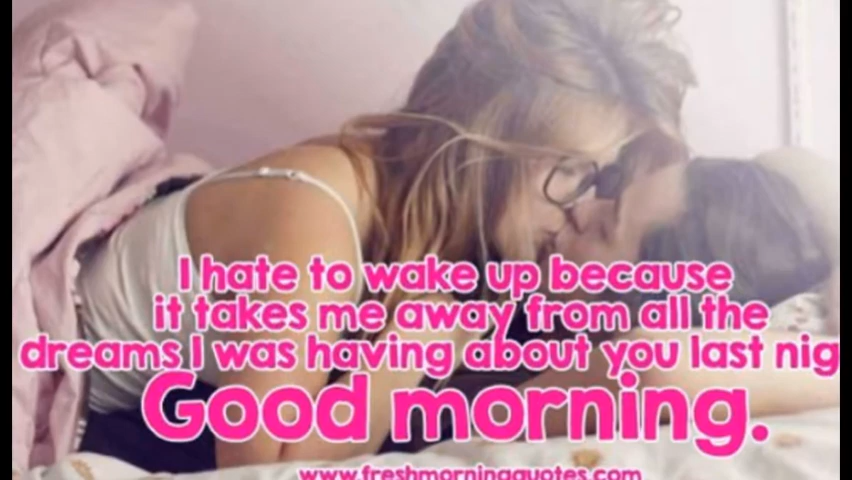 I hate to wake up because
it takes me away from all the
dreams I was having about you last nig
Good morning.
www.freshmorningquotes.com